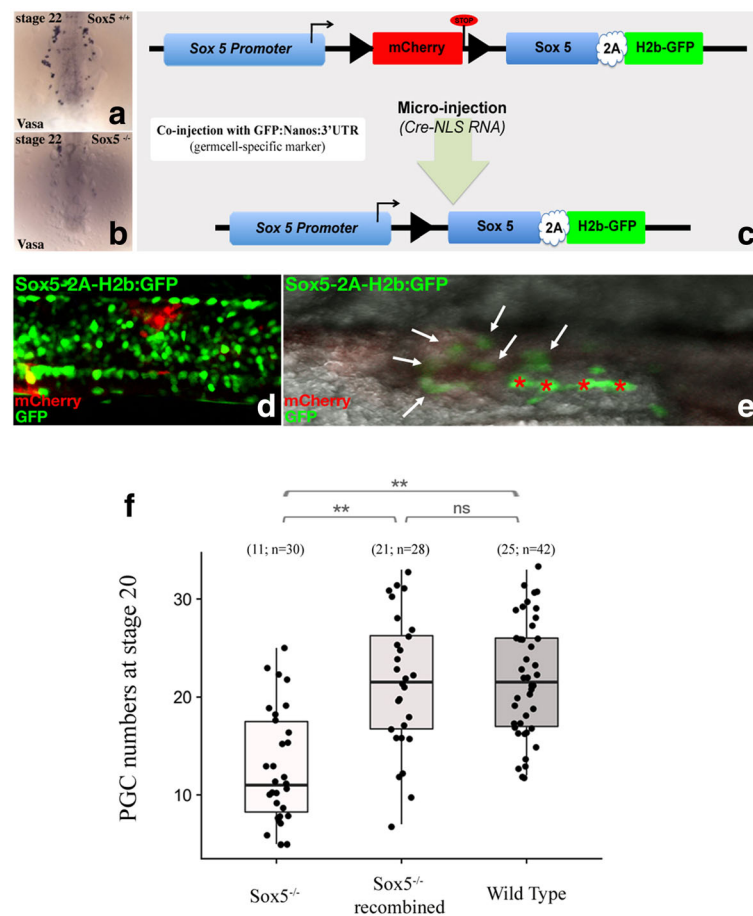 stage 22 Sox5 +/+
Vasa
a
stage 22 Sox5 -/-
Vasa
b
Sox 5 Promoter
mCherry
STOP
Sox 5
2A
H2b-GFP
Micro-injection
(Cre-NLS RNA)
Co-injection with GFP:Nanos:3'UTR
(germcell-specific marker)
Sox 5 Promoter
Sox 5
2A
H2b-GFP
c
Sox5-2A-H2b:GFP
mCherry
GFP
d
Sox5-2A-H2b:GFP
* * * *
mCherry
GFP
e
f
**
** ns
(11; n=30) (21; n=28) (25; n=42)
PGC numbers at stage 20
30
20
10
Sox5-/-
Sox5-/-
recombined
Wild Type